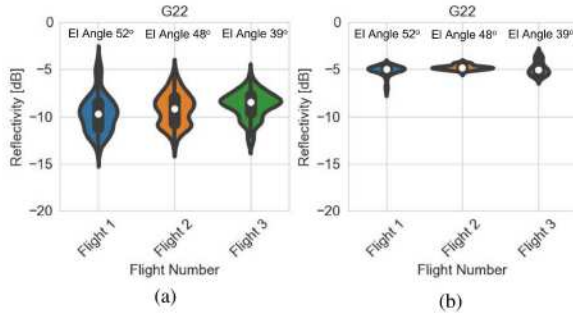 G22
El Angle 52° El Angle 48° El Angle 39°
0
−5
−10
−15
−20
Reflectivity [dB]
Flight 1 Flight 2 Flight 3
Flight Number
(a)
G22
El Angle 52° El Angle 48° El Angle 39°
0
−5
−10
−15
−20
Reflectivity [dB]
Flight 1 Flight 2 Flight 3
Flight Number
(b)